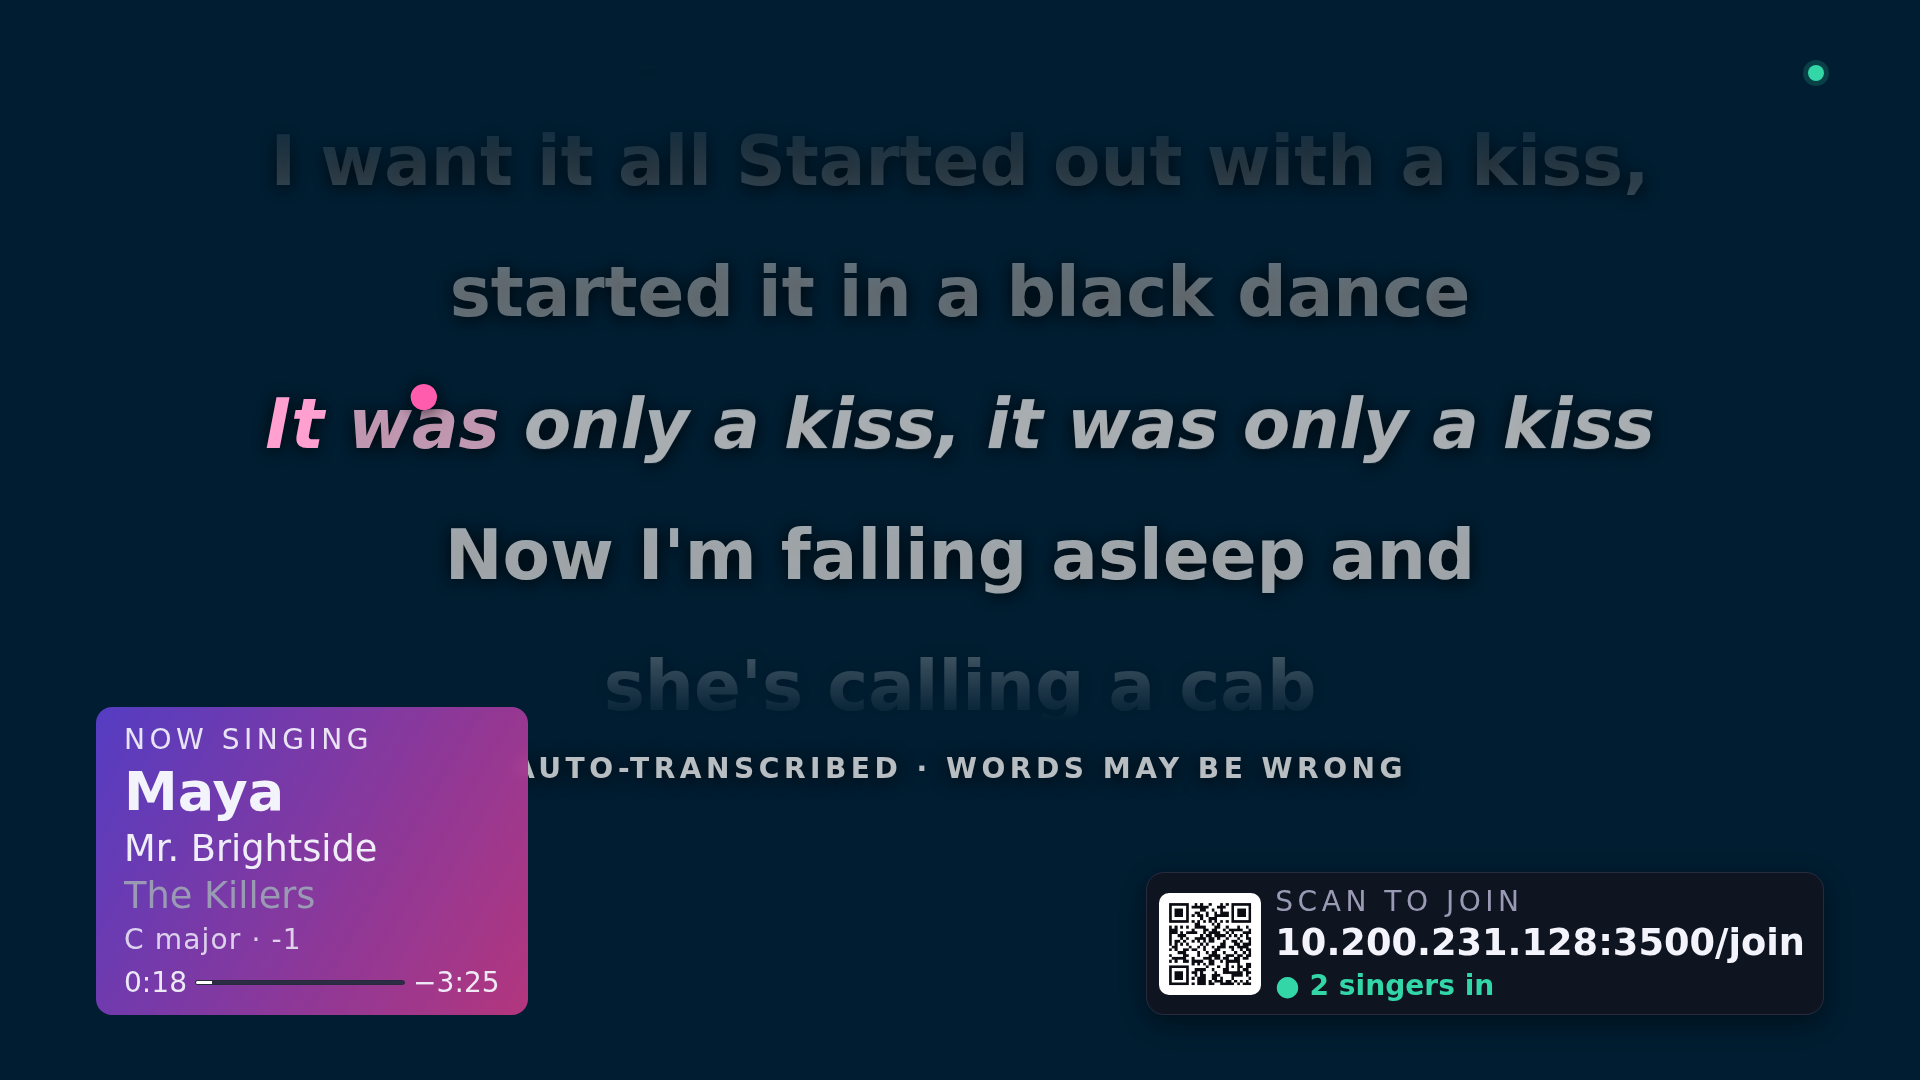 I want it all Started out with a kiss,
started it in a black dance
It was only a kiss, it was only a kiss
Now I'm falling asleep and
she's calling a cab
AUTO-TRANSCRIBED · WORDS MAY BE WRONG
NOW SINGING
Maya
Mr. Brightside
The Killers
C major · -1
0:18 −3:25
SCAN TO JOIN
10.200.231.128:3500/join
2 singers in